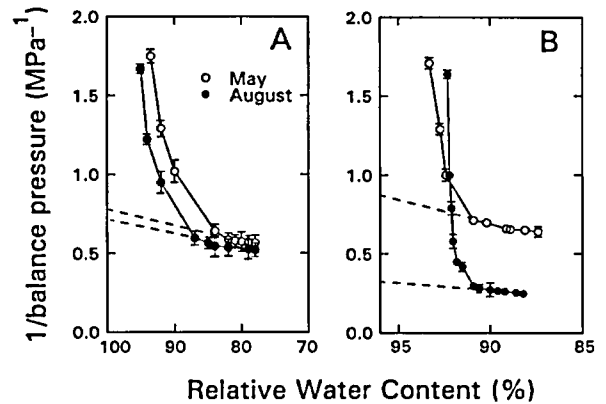 1/balance pressure (MPa⁻¹)
A
B
May
August
2.0
1.5
1.0
0.5
0.0
2.0
1.5
1.0
0.5
0.0
100 90 80 70
95 90 85
Relative Water Content (%)